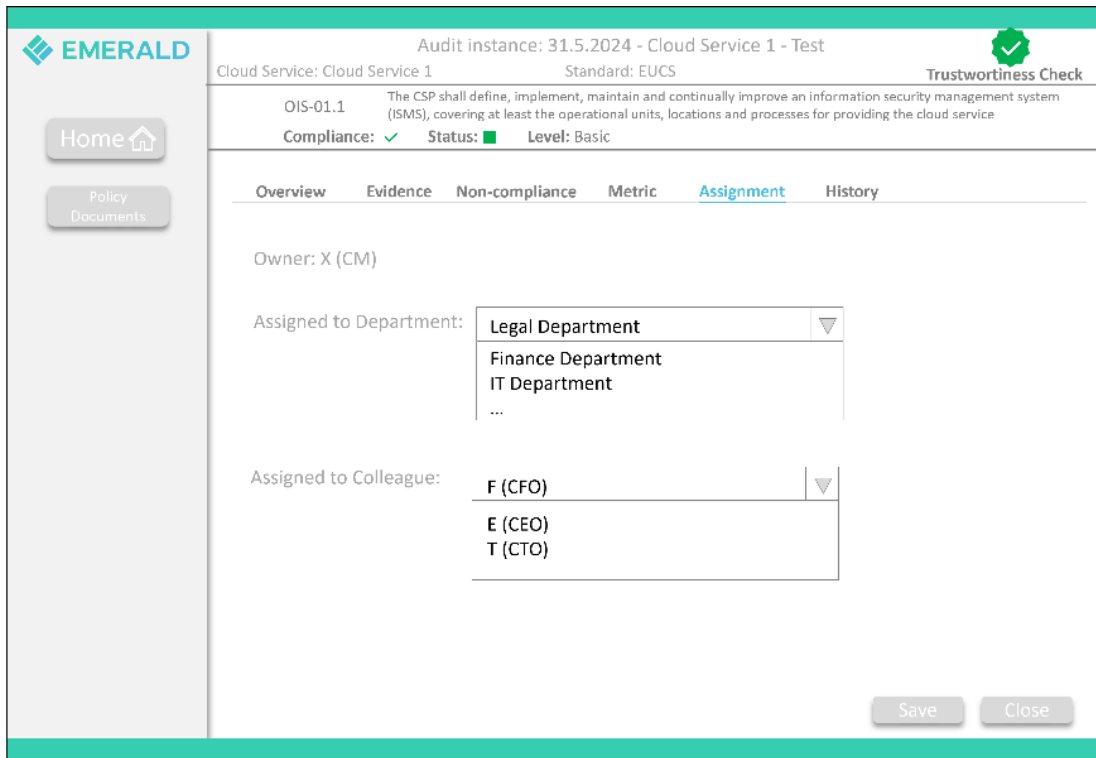 EMERALD
Home
Policy
Documents
Audit instance: 31.5.2024 - Cloud Service 1 - Test
Cloud Service: Cloud Service 1
Standard: EUCS
Trustwortiness Check
OIS-01.1
The CSP shall define, implement, maintain and continually improve an information security management system
(ISMS), covering at least the operational units, locations and processes for providing the cloud service
Compliance: ✓ Status: Level: Basic
Overview Evidence Non-compliance Metric Assignment History
Owner: X (CM)
Assigned to Department:
Legal Department
Finance Department
IT Department
...
Assigned to Colleague:
F (CFO)
E (CEO)
T (CTO)
Save Close